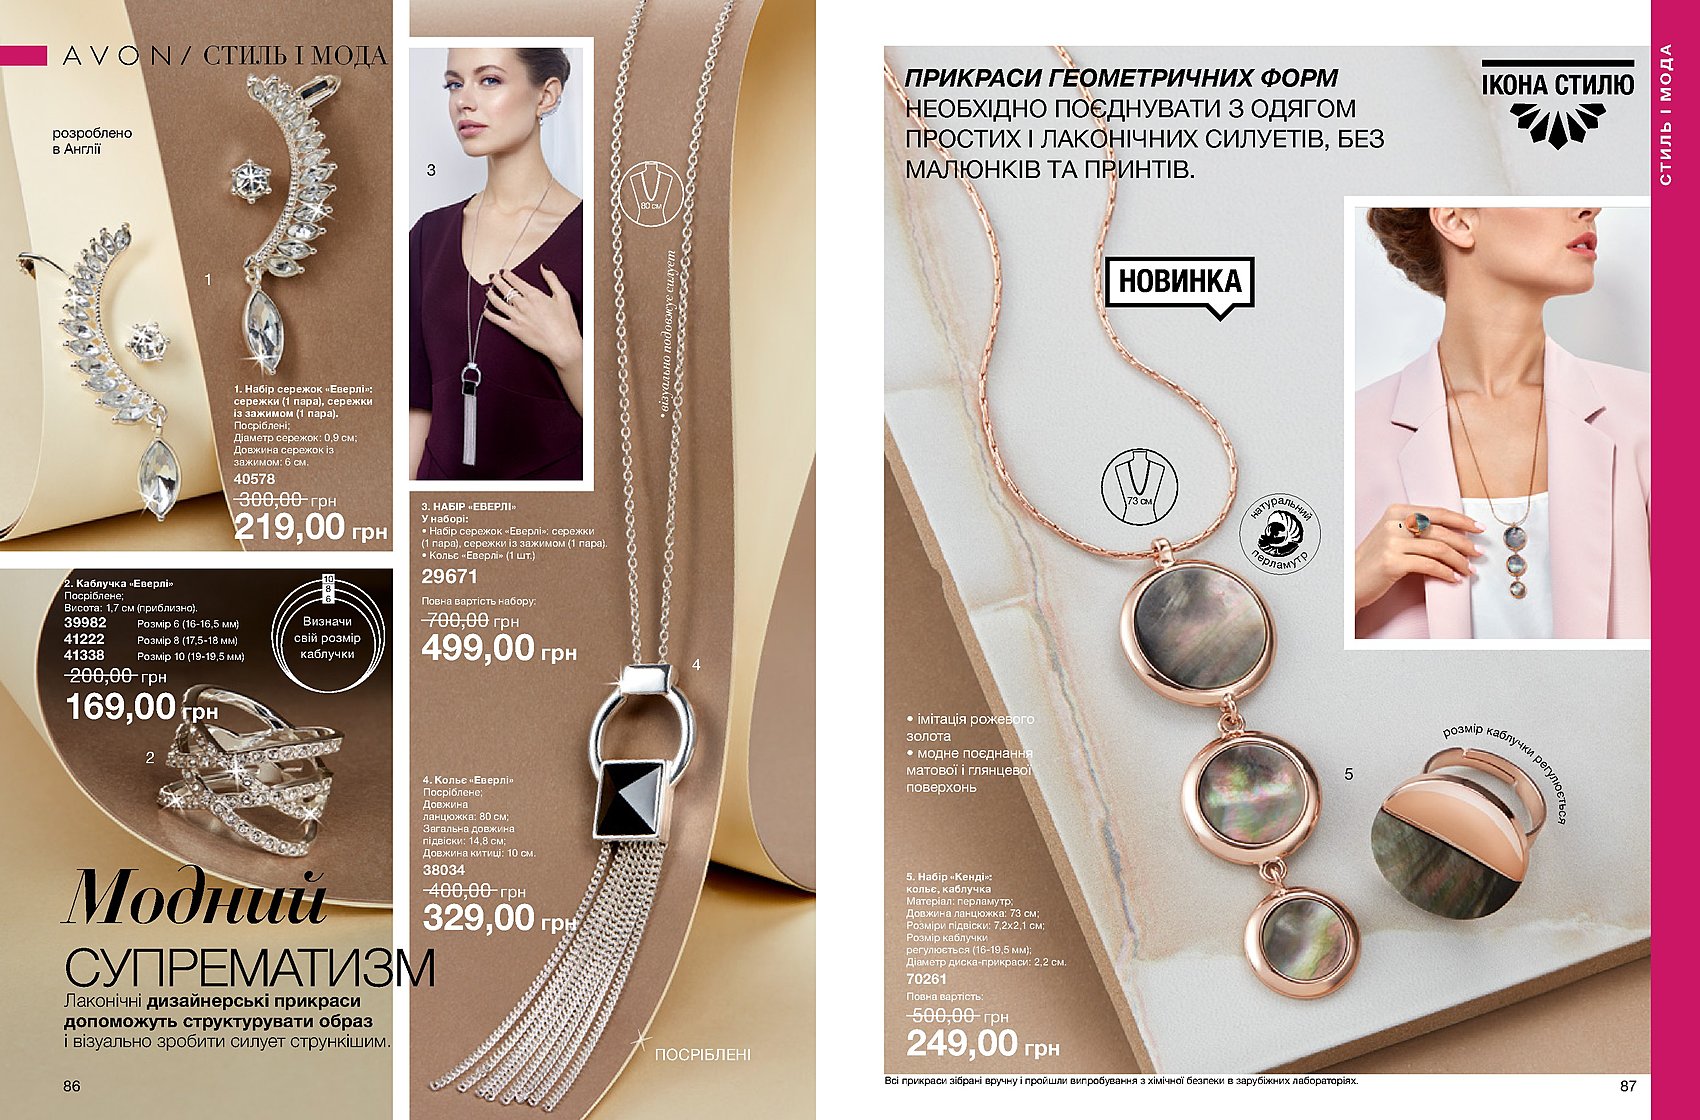 AVON / СТИЛЬ І МОДА
розроблено
в Англії
1
1. Набір сережок «Еверлі»:
сережки (1 пара), сережки
із зажимом (1 пара).
Посріблені;
Діаметр сережок: 0,9 см;
Довжина сережок із
зажимом: 6 см.
40578
300,00 грн
219,00 грн
2. Каблучка «Еверлі»
Посріблене;
Висота: 1,7 см (приблизно).
39982 Розмір 6 (16-16,5 мм)
41222 Розмір 8 (17,5-18 мм)
41338 Розмір 10 (19-19,5 мм)
200,00 грн
169,00 грн
10
8
6
Визначи
свій розмір
каблучки
2
Модний
СУПРЕМАТИЗМ
Лаконічні дизайнерські прикраси
допоможуть структурувати образ
і візуально зробити силует стрункішим.
86
3
80 см
• візуально подовжує силует
3. НАБІР «ЕВЕРЛІ»
У наборі:
• Набір сережок «Еверлі»: сережки
(1 пара), сережки із зажимом (1 пара).
• Кольє «Еверлі» (1 шт.)
29671
Повна вартість набору:
700,00 грн
499,00 грн
4
4. Кольє «Еверлі»
Посріблене;
Довжина
ланцюжка: 80 см;
Загальна довжина
підвіски: 14,8 см;
Довжина китиці: 10 см.
38034
400,00 грн
329,00 грн
ПОСРІБЛЕНІ
ПРИКРАСИ ГЕОМЕТРИЧНИХ ФОРМ
НЕОБХІДНО ПОЄДНУВАТИ З ОДЯГОМ
ПРОСТИХ І ЛАКОНІЧНИХ СИЛУЕТІВ, БЕЗ
МАЛЮНКІВ ТА ПРИНТІВ.
ІКОНА СТИЛЮ
СТИЛЬ І МОДА
НОВИНКА
73 см
натуральний
перламутр
• імітація рожевого
золота
• модне поєднання
матової і глянцевої
поверхонь
розмір каблучки регулюється
5
5. Набір «Кенді»:
кольє, каблучка
Матеріал: перламутр;
Довжина ланцюжка: 73 см;
Розміри підвіски: 7,2х2,1 см;
Розмір каблучки
регулюється (16-19,5 мм);
Діаметр диска-прикраси: 2,2 см.
70261
Повна вартість:
500,00 грн
249,00 грн
Всі прикраси зібрані вручну і пройшли випробування з хімічної безпеки в зарубіжних лабораторіях.
87